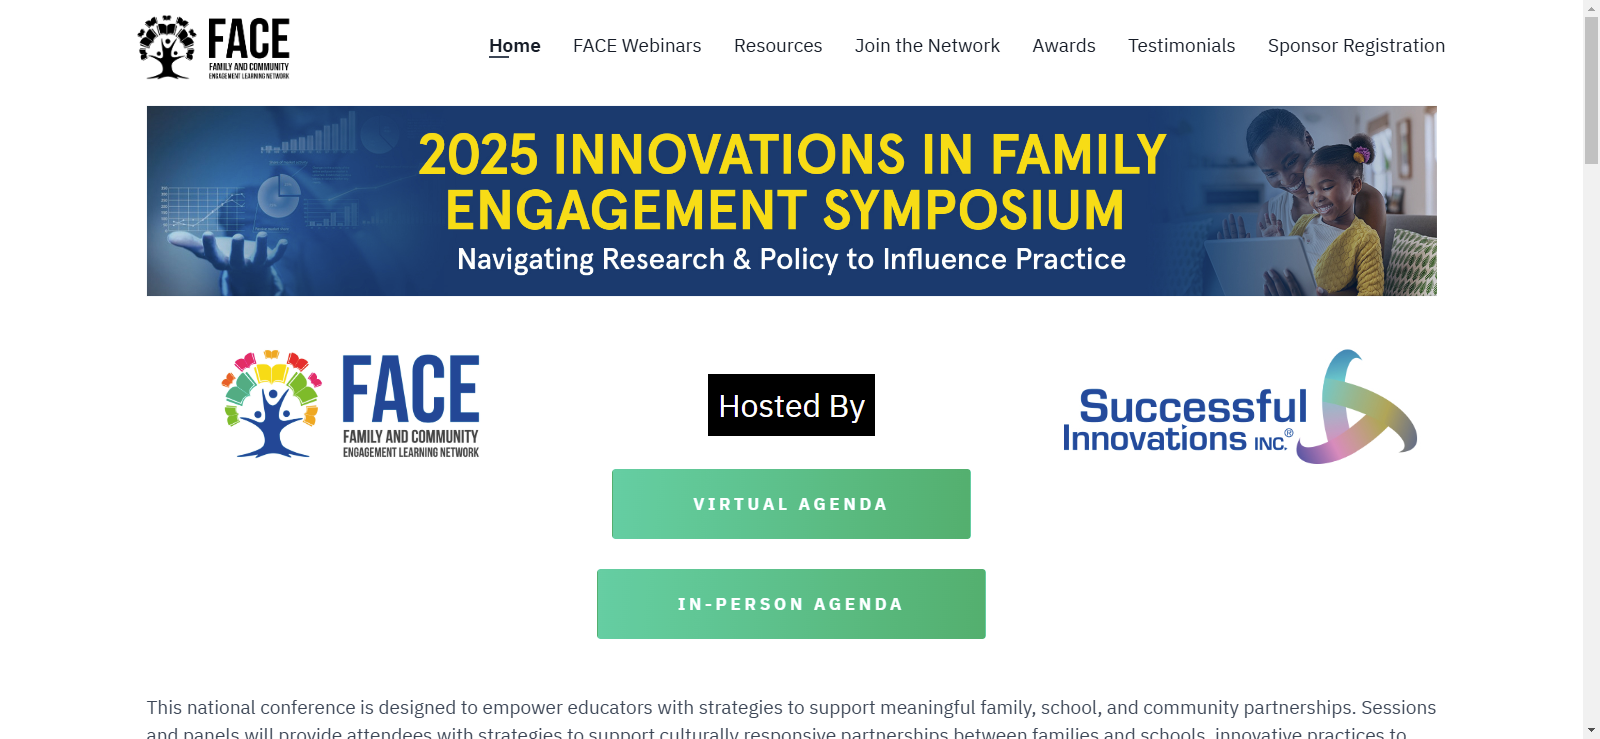 FACE
FAMILY AND COMMUNITY
ENGAGEMENT LEARNING NETWORK
Home FACE Webinars Resources Join the Network Awards Testimonials Sponsor Registration
2025 INNOVATIONS IN FAMILY
ENGAGEMENT SYMPOSIUM
Navigating Research & Policy to Influence Practice
FACE
FAMILY AND COMMUNITY
ENGAGEMENT LEARNING NETWORK
Hosted By
Successful
Innovations INC.®
VIRTUAL AGENDA
IN-PERSON AGENDA
This national conference is designed to empower educators with strategies to support meaningful family, school, and community partnerships. Sessions
and panels will provide attendees with strategies to support culturally responsive partnerships between families and schools, innovative practices to